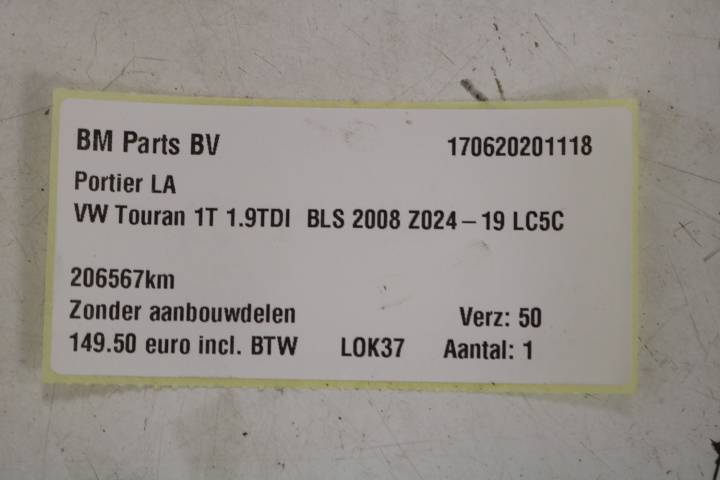 BM Parts BV 170620201118
Portier LA
VW Touran 1T 1.9TDI BLS 2008 Z024-19 LC5C
206567km
Zonder aanbouwdelen Verz: 50
149.50 euro incl. BTW LOK37 Aantal: 1